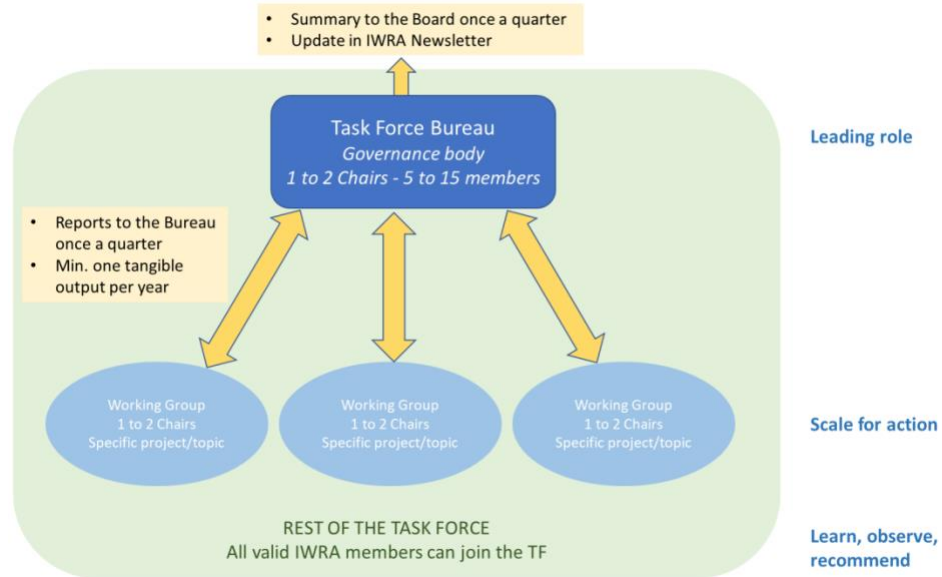 • Summary to the Board once a quarter
• Update in IWRA Newsletter
Task Force Bureau
Governance body
1 to 2 Chairs - 5 to 15 members
Leading role
• Reports to the Bureau
once a quarter
• Min. one tangible
output per year
Working Group
1 to 2 Chairs
Specific project/topic
Working Group
1 to 2 Chairs
Specific project/topic
Working Group
1 to 2 Chairs
Specific project/topic
Scale for action
REST OF THE TASK FORCE
All valid IWRA members can join the TF
Learn, observe,
recommend